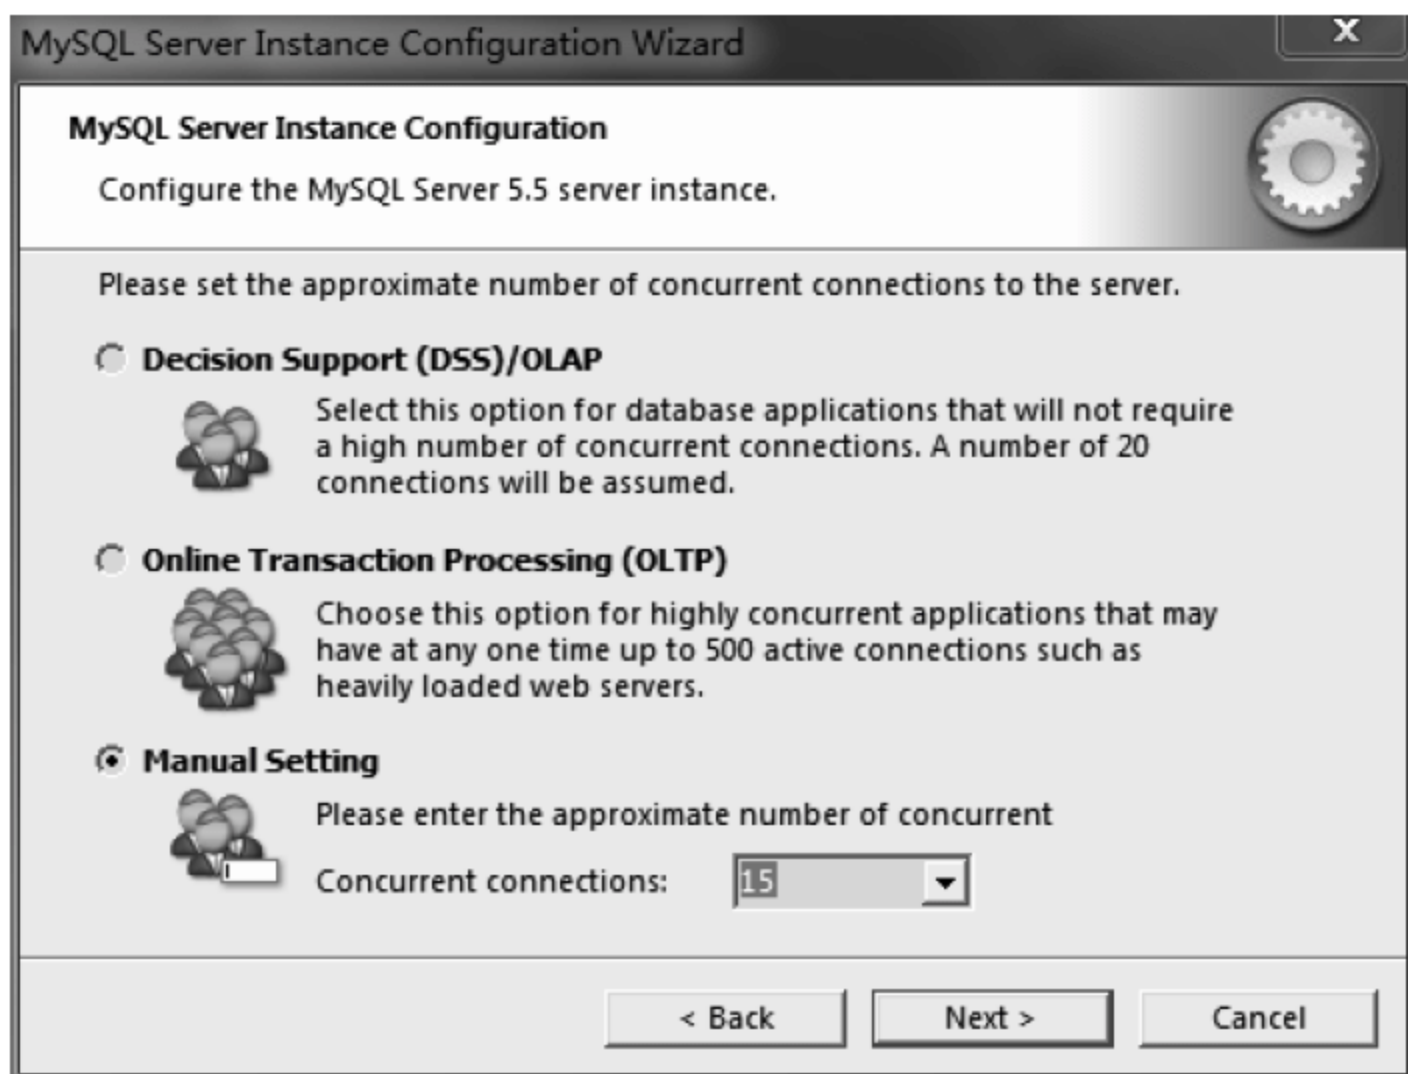 MySQL Server Instance Configuration Wizard
X
MySQL Server Instance Configuration
Configure the MySQL Server 5.5 server instance.
Please set the approximate number of concurrent connections to the server.
Decision Support (DSS)/OLAP
Select this option for database applications that will not require
a high number of concurrent connections. A number of 20
connections will be assumed.
Online Transaction Processing (OLTP)
Choose this option for highly concurrent applications that may
have at any one time up to 500 active connections such as
heavily loaded web servers.
Manual Setting
Please enter the approximate number of concurrent
Concurrent connections: 15
< Back Next > Cancel